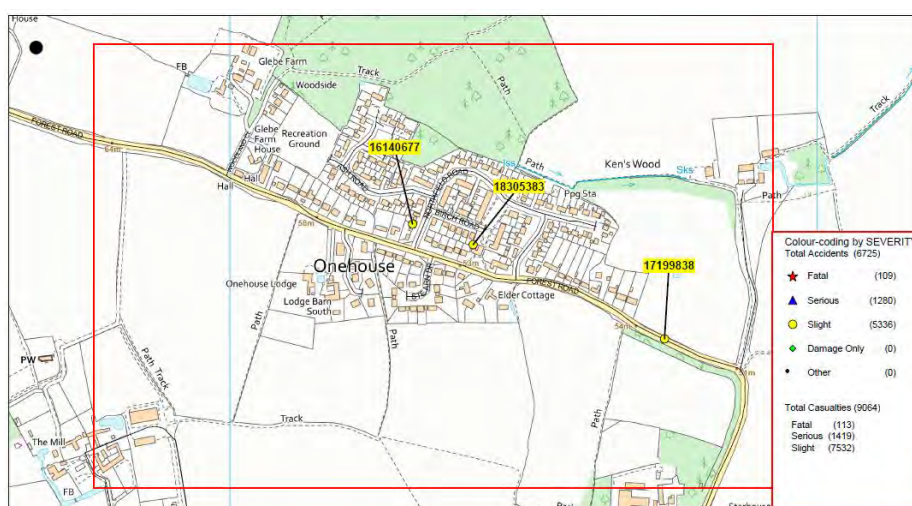 House
FB
Glebe Farm
Track
Path
Woodside
Track
FOREST ROAD
64m
Glebe
Farm
House
Recreation
Ground
16140677
Iss
Path
Ken's Wood
Sks
Hall
Hall
18305383
Ppg Sta
Path
NORTHFIELD ROAD
BIRCH ROAD
58m
17199838
Onehouse
Onehouse Lodge
Lodge Barn
South
FOREST ROAD
Elder Cottage
54m
Path
Path
PW
Path Track
Track
Path
The Mill
FB
Colour-coding by SEVERITY
Total Accidents (6725)
Fatal (109)
Serious (1280)
Slight (5336)
Damage Only (0)
Other (0)
Total Casualties (9064)
Fatal (113)
Serious (1419)
Slight (7532)